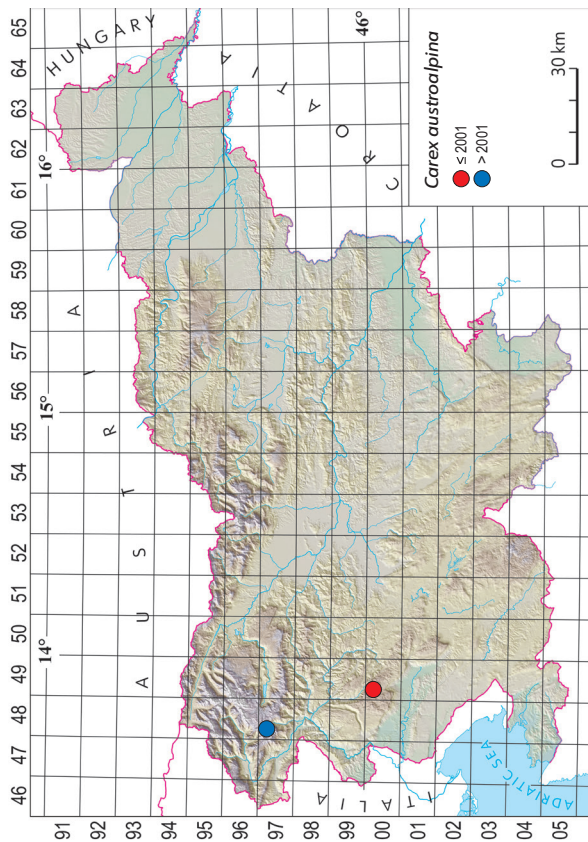 46 47 48 49 50 51 52 53 54 55 56 57 58 59 60 61 62 63 64 65
14° 15° 16°
91
92
93
94
95
96
97
98
99
00
01
02
03
04
05
46°
AUSTRIA
HUNGARY
CROATIA
ITALIA
ADRIATIC SEA
Carex austroalpina
≤ 2001
> 2001
0 30 km